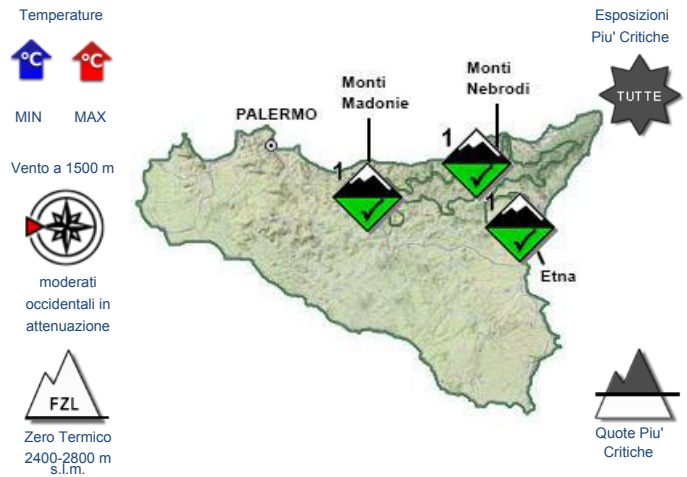 Temperature
°C
°C
MIN
MAX
Vento a 1500 m
moderati
occidentali in
attenuazione
FZL
Zero Termico
2400-2800 m
s.l.m.
PALERMO
Monti
Madonie
1
Monti
Nebrodi
1
1
Etna
Esposizioni
Piu' Critiche
TUTTE
Quote Piu'
Critiche